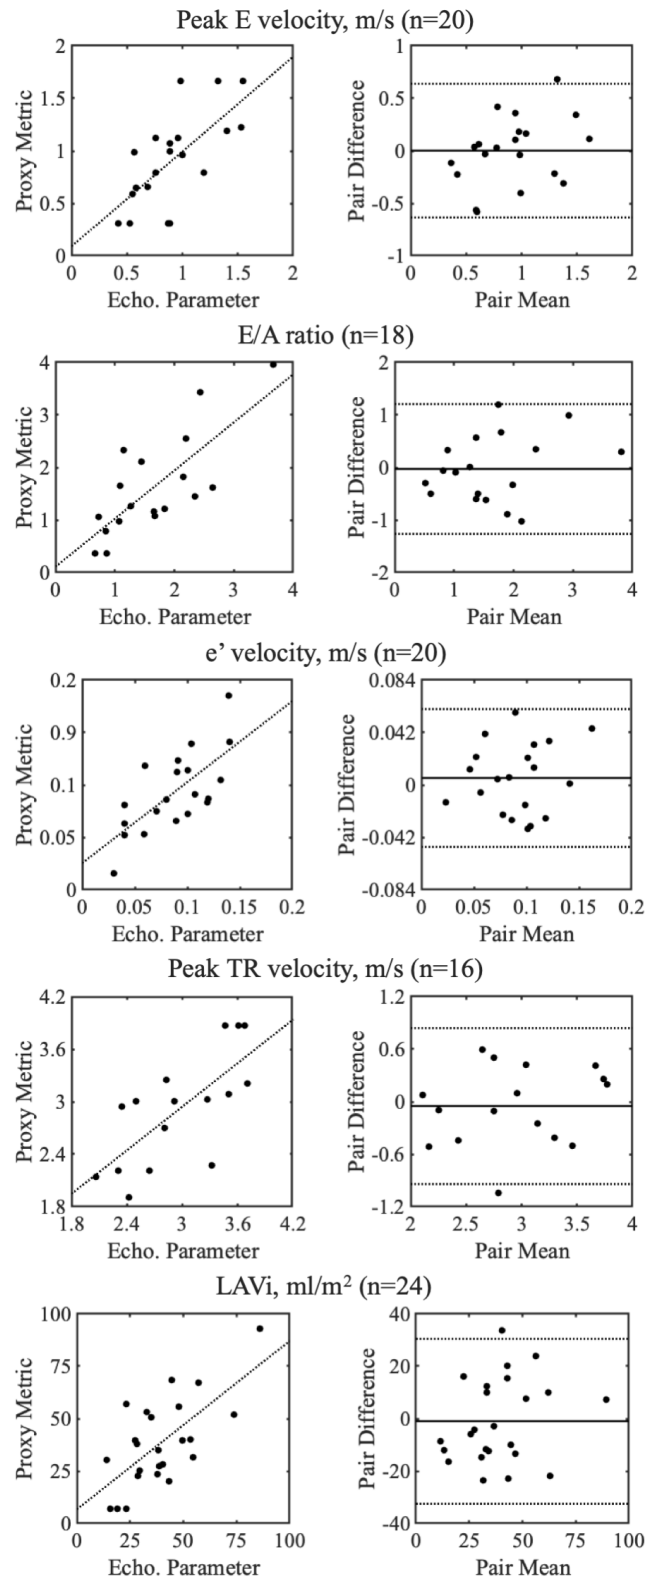 Peak E velocity, m/s (n=20)
Proxy Metric
2
1.5
1
0.5
0
0 0.5 1 1.5 2
Echo. Parameter
Pair Difference
1
0.5
0
-0.5
-1
0 0.5 1 1.5 2
Pair Mean
E/A ratio (n=18)
Proxy Metric
4
3
2
1
0
0 1 2 3 4
Echo. Parameter
Pair Difference
2
1
0
-1
-2
0 1 2 3 4
Pair Mean
e’ velocity, m/s (n=20)
Proxy Metric
0.2
0.9
0.1
0.05
0
0 0.05 0.1 0.15 0.2
Echo. Parameter
Pair Difference
0.084
0.042
0
-0.042
-0.084
0 0.05 0.1 0.15 0.2
Pair Mean
Peak TR velocity, m/s (n=16)
Proxy Metric
4.2
3.6
3
2.4
1.8
1.8 2.4 3 3.6 4.2
Echo. Parameter
Pair Difference
1.2
0.6
0
-0.6
-1.2
2 2.5 3 3.5 4
Pair Mean
LAVi, ml/m² (n=24)
Proxy Metric
100
75
50
25
0
0 25 50 75 100
Echo. Parameter
Pair Difference
40
20
0
-20
-40
0 25 50 75 100
Pair Mean